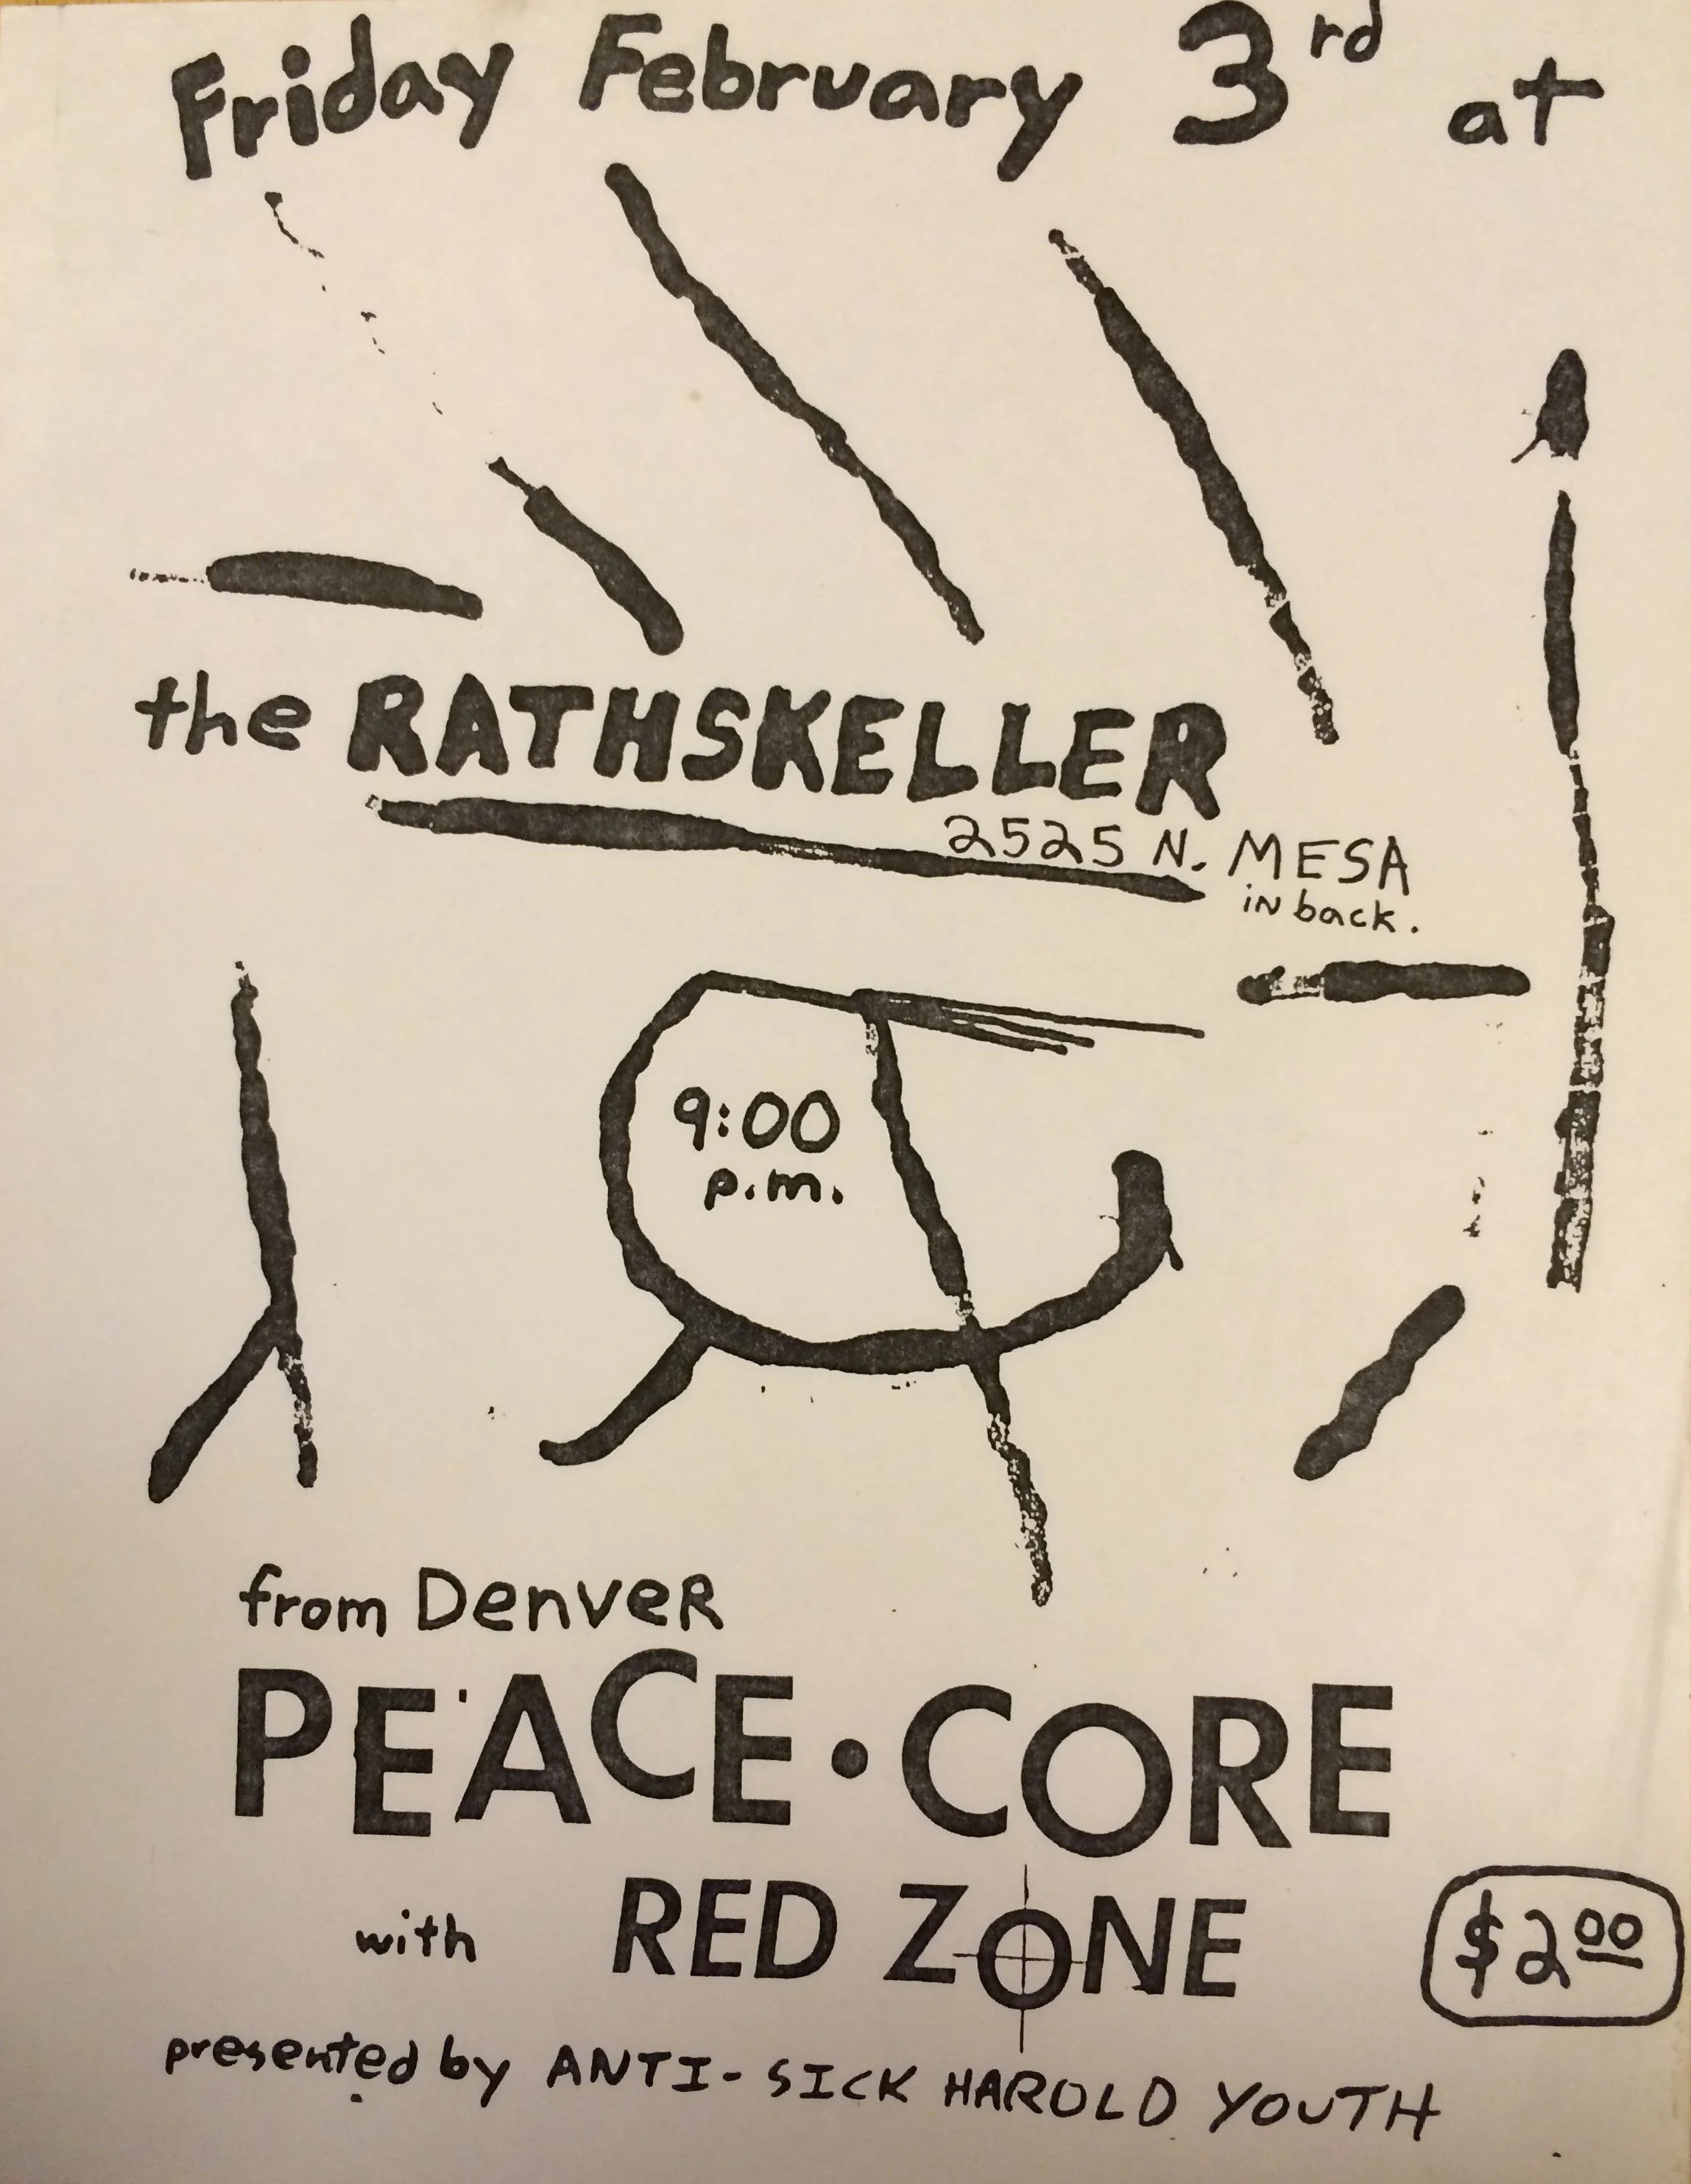 Friday February 3rd at
the RATHSKELLER
2525 N. MESA
in back.
9:00
p.m.
from Denver
PEACE • CORE
with RED ZONE
$2.00
presented by ANTI-SICK HAROLD YOUTH